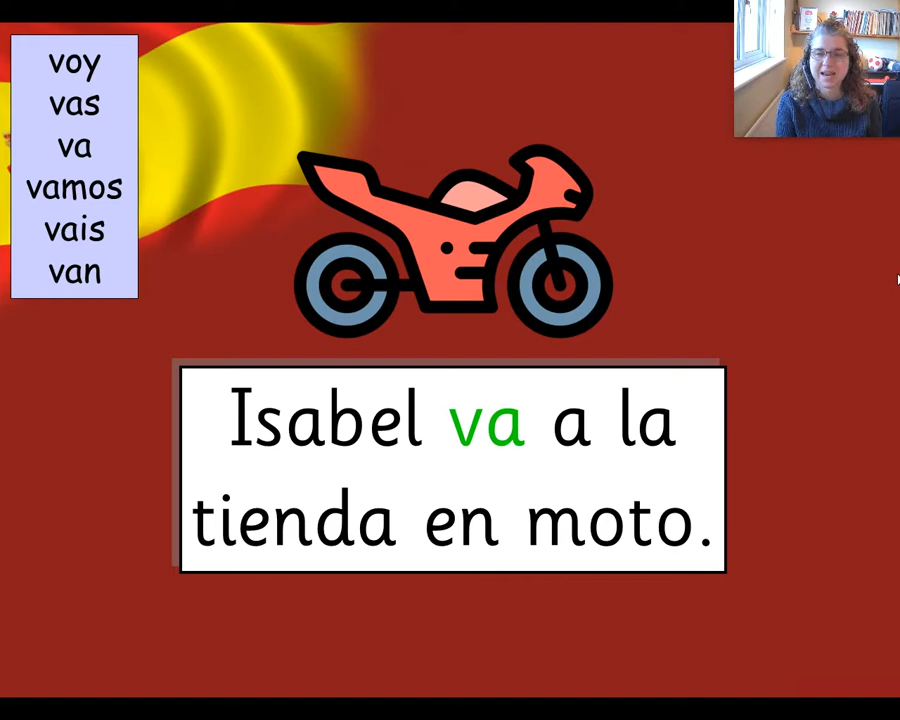 voy
vas
va
vamos
vais
van
Isabel va a la
tienda en moto.